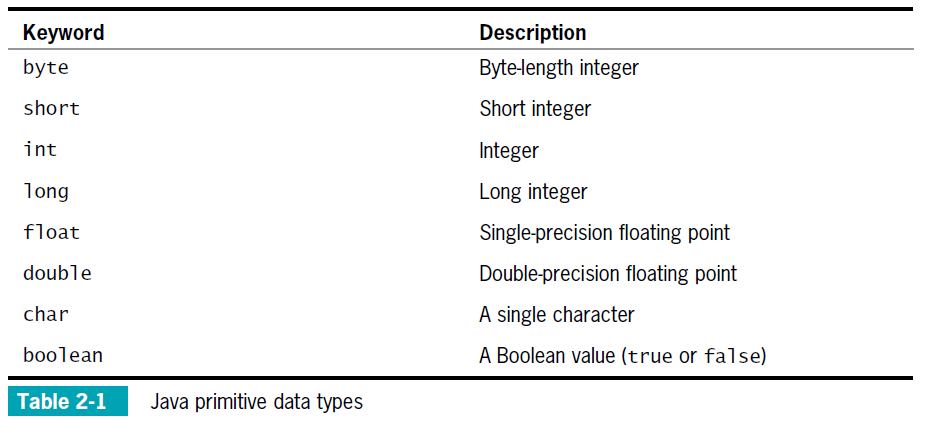 Keyword Description
byte Byte-length integer
short Short integer
int Integer
long Long integer
float Single-precision floating point
double Double-precision floating point
char A single character
boolean A Boolean value (true or false)
Table 2-1 Java primitive data types